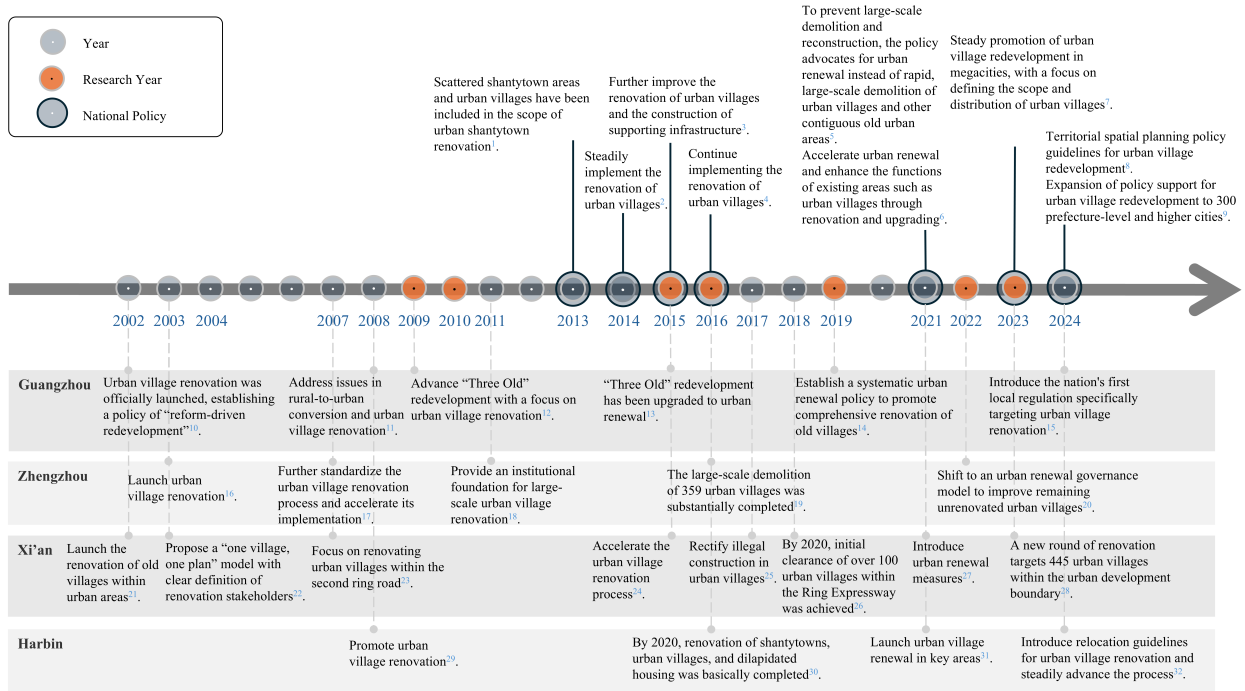 Year
Research Year
National Policy
Scattered shantytown areas
and urban villages have been
included in the scope of
urban shantytown
renovation1.
Steadily
implement the
renovation of
urban villages2.
Further improve the
renovation of urban villages
and the construction of
supporting infrastructure3.
Continue
implementing the
renovation of
urban villages4.
To prevent large-scale
demolition and
reconstruction, the policy
advocates for urban
renewal instead of rapid,
large-scale demolition of
urban villages and other
contiguous old urban
areas5.
Accelerate urban renewal
and enhance the functions
of existing areas such as
urban villages through
renovation and upgrading6.
Steady promotion of urban
village redevelopment in
megacities, with a focus on
defining the scope and
distribution of urban villages7.
Territorial spatial planning policy
guidelines for urban village
redevelopment8.
Expansion of policy support for
urban village redevelopment to 300
prefecture-level and higher cities9.
2002 2003 2004 2007 2008 2009 2010 2011 2013 2014 2015 2016 2017 2018 2019 2021 2022 2023 2024
Guangzhou
Urban village renovation was
officially launched, establishing
a policy of “reform-driven
redevelopment”10.
Address issues in
rural-to-urban
conversion and urban
village renovation11.
Advance “Three Old”
redevelopment with a focus on
urban village renovation12.
“Three Old” redevelopment
has been upgraded to urban
renewal13.
Establish a systematic urban
renewal policy to promote
comprehensive renovation of
old villages14.
Introduce the nation's first
local regulation specifically
targeting urban village
renovation15.
Zhengzhou
Launch urban
village renovation16.
Further standardize the
urban village renovation
process and accelerate its
implementation17.
Provide an institutional
foundation for large-
scale urban village
renovation18.
The large-scale demolition
of 359 urban villages was
substantially completed19.
Shift to an urban renewal governance
model to improve remaining
unrenovated urban villages20.
Xi’an
Launch the
renovation of old
villages within
urban areas21.
Propose a “one village,
one plan” model with
clear definition of
renovation stakeholders22.
Focus on renovating
urban villages within the
second ring road23.
Accelerate the
urban village
renovation
process24.
Rectify illegal
construction in
urban villages25.
By 2020, initial
clearance of over 100
urban villages within
the Ring Expressway
was achieved26.
Introduce
urban renewal
measures27.
A new round of renovation
targets 445 urban villages
within the urban development
boundary28.
Harbin
Promote urban
village renovation29.
By 2020, renovation of shantytowns,
urban villages, and dilapidated
housing was basically completed30.
Launch urban village
renewal in key areas31.
Introduce relocation guidelines
for urban village renovation and
steadily advance the process32.